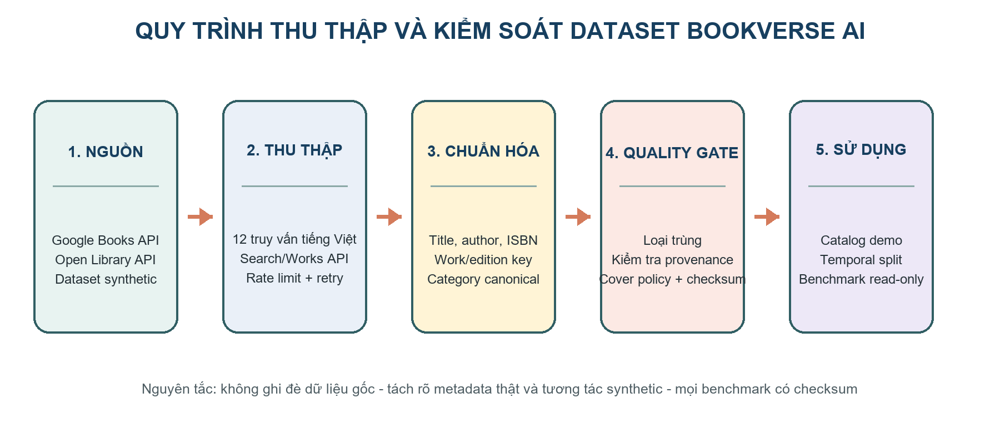 QUY TRÌNH THU THẬP VÀ KIỂM SOÁT DATASET BOOKVERSE AI
1. NGUỒN
Google Books API
Open Library API
Dataset synthetic
2. THU THẬP
12 truy vấn tiếng Việt
Search/Works API
Rate limit + retry
3. CHUẨN HÓA
Title, author, ISBN
Work/edition key
Category canonical
4. QUALITY GATE
Loại trùng
Kiểm tra provenance
Cover policy + checksum
5. SỬ DỤNG
Catalog demo
Temporal split
Benchmark read-only
Nguyên tắc: không ghi đè dữ liệu gốc - tách rõ metadata thật và tương tác synthetic - mọi benchmark có checksum